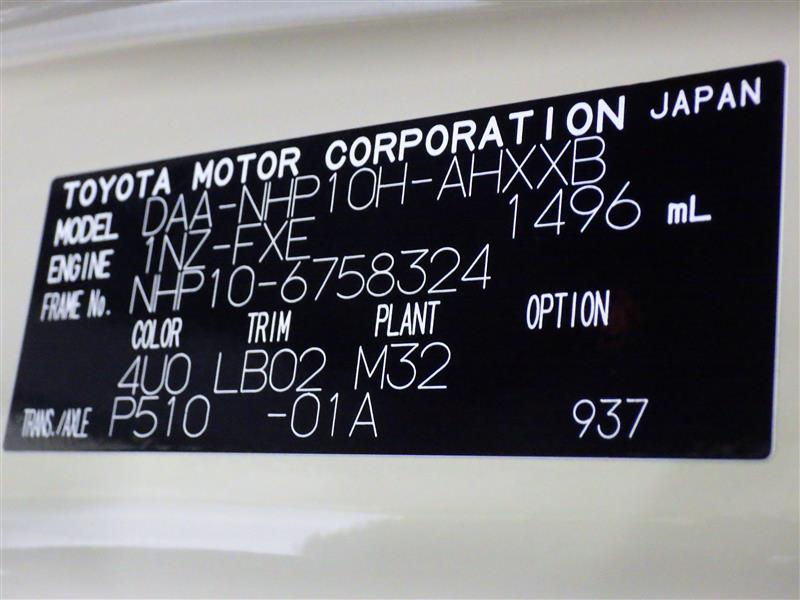 TOYOTA MOTOR CORPORATION JAPAN
MODEL DAA-NHP10H-AHXXB
ENGINE 1NZ-FXE 1496 mL
FRAME No. NHP10-6758324
COLOR TRIM PLANT OPTION
4U0 LB02 M32
TRANS./AXLE P510 -01A 937